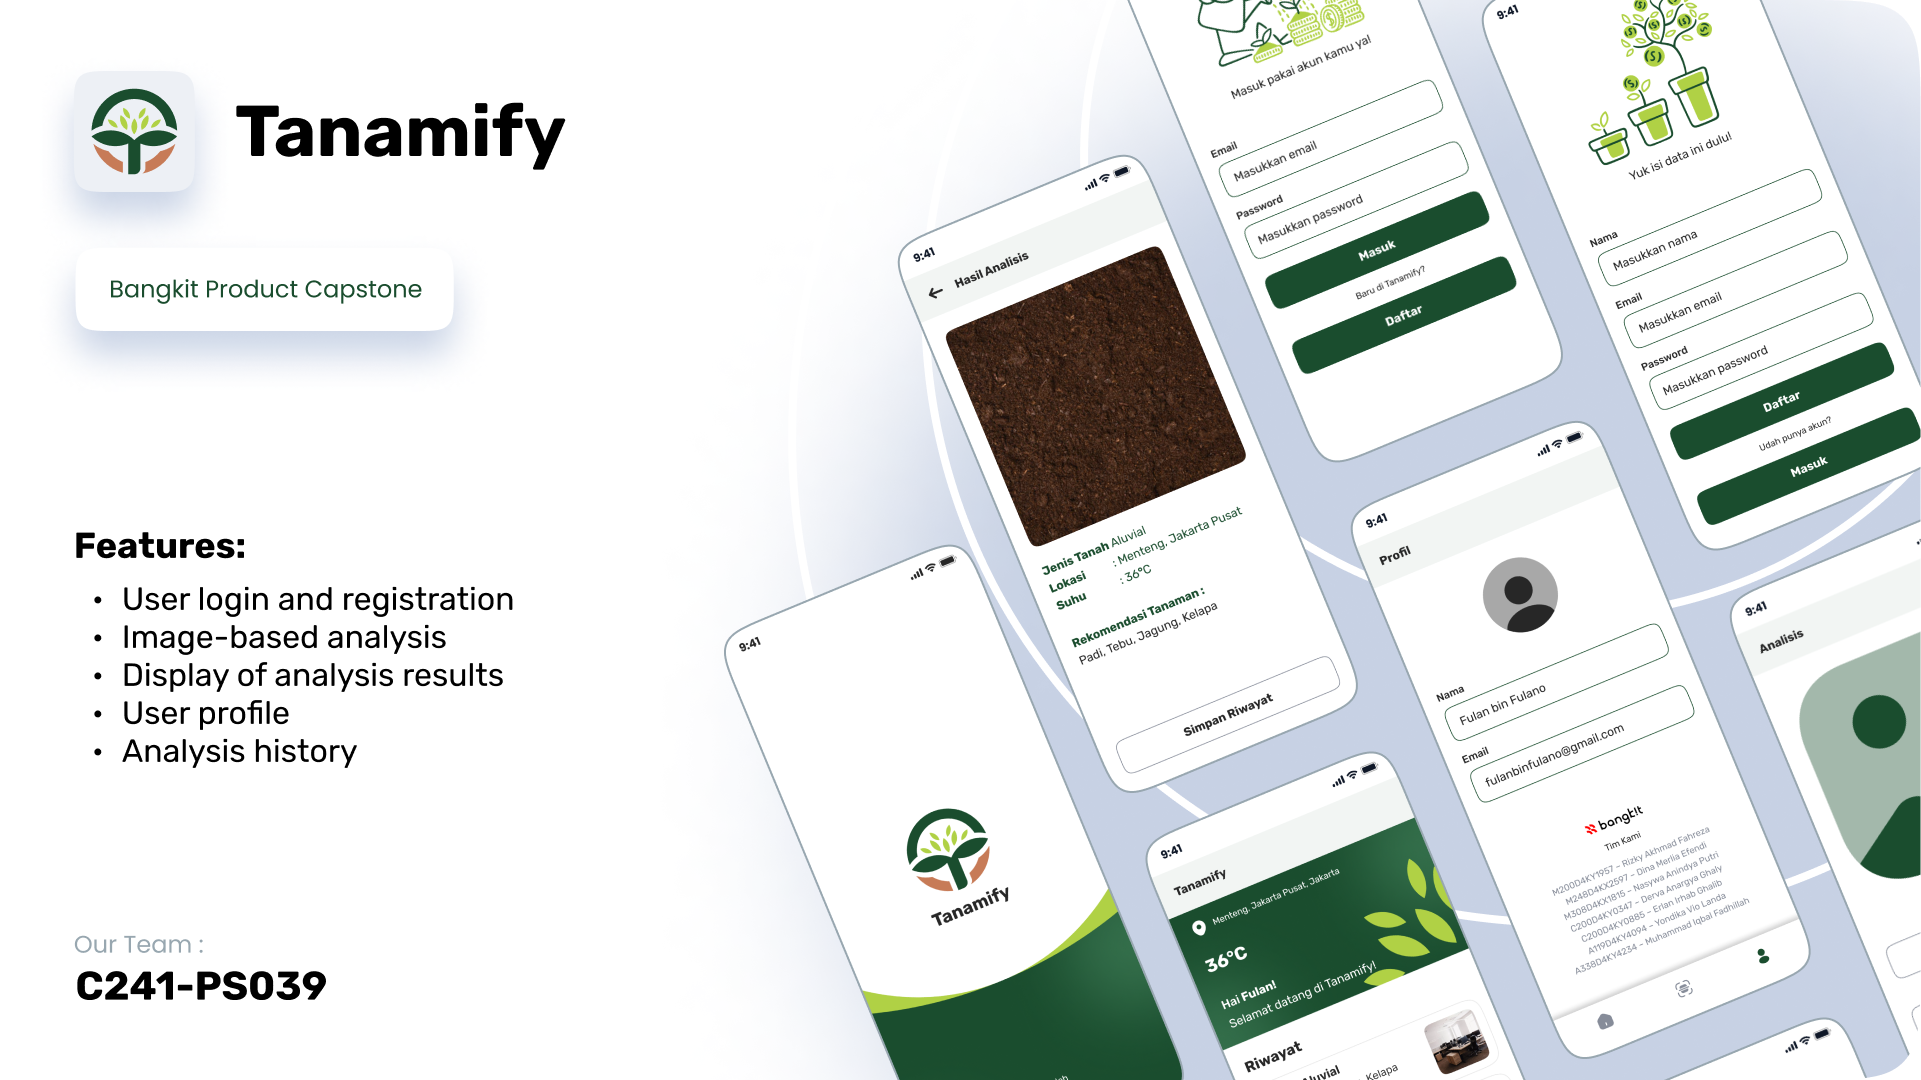 Tanamify
Bangkit Product Capstone
Features:
• User login and registration
• Image-based analysis
• Display of analysis results
• User profile
• Analysis history
Our Team :
C241-PS039
9:41
Tanamify
9:41
Hasil Analisis
Jenis Tanah Aluvial
Lokasi : Menteng, Jakarta Pusat
Suhu : 36°C
Rekomendasi Tanaman :
Padi, Tebu, Jagung, Kelapa
Simpan Riwayat
Masuk pakai akun kamu ya!
Email
Masukkan email
Password
Masukkan password
Masuk
Baru di Tanamify?
Daftar
9:41
Yuk isi data ini dulu!
Nama
Masukkan nama
Email
Masukkan email
Password
Masukkan password
Daftar
Udah punya akun?
Masuk
9:41
Profil
Nama
Fulan bin Fulano
Email
fulanbinfulano@gmail.com
bangk!t
Tim Kami
M200D4KY1957 – Rizky Akhmad Fahreza
M248D4KX2597 – Dina Merlia Efendi
M308D4KX1815 – Nasywa Anindya Putri
C200D4KY0347 – Derva Anargya Ghaly
C200D4KY0885 – Erlan Irhab Ghalib
A119D4KY4094 – Yondika Vio Landa
A338D4KY4234 – Muhammad Iqbal Fadhillah
9:41
Tanamify
Menteng, Jakarta Pusat, Jakarta
36°C
Hai Fulan!
Selamat datang di Tanamify!
Riwayat
Aluvial
Kelapa
9:41
Analisis